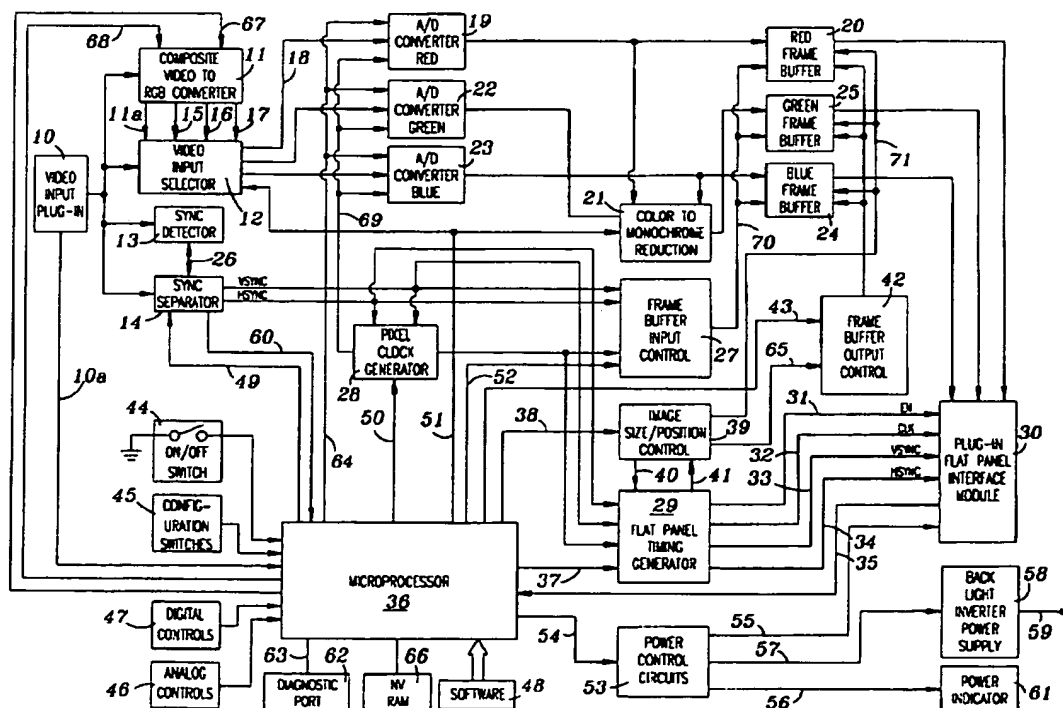 67
68
COMPOSITE
VIDEO TO
RGB CONVERTER
11
18
11a
15
16
17
10
VIDEO
INPUT
PLUG-IN
VIDEO
INPUT
SELECTOR
12
SYNC
DETECTOR
13
26
SYNC
SEPARATOR
14
VSYNC
HSYNC
A/D
CONVERTER
RED
19
A/D
CONVERTER
GREEN
22
A/D
CONVERTER
BLUE
23
69
RED
FRAME
BUFFER
20
GREEN
FRAME
BUFFER
25
BLUE
FRAME
BUFFER
24
71
21
COLOR TO
MONOCHROME
REDUCTION
70
PIXEL
CLOCK
GENERATOR
28
FRAME
BUFFER
INPUT
CONTROL
27
42
FRAME
BUFFER
OUTPUT
CONTROL
43
65
10a
60
49
64
50
51
52
44
ON/OFF
SWITCH
45
CONFIG-
URATION
SWITCHES
38
IMAGE
SIZE/POSITION
CONTROL
39
40
41
29
FLAT PANEL
TIMING
GENERATOR
31
EN
32
CLK
33
VSYNC
HSYNC
34
35
PLUG-IN
FLAT PANEL
INTERFACE
MODULE
30
MICROPROCESSOR
36
37
47
DIGITAL
CONTROLS
46
ANALOG
CONTROLS
63
62
DIAGNOSTIC
PORT
66
NV
RAM
SOFTWARE
48
54
POWER
CONTROL
CIRCUITS
53
55
57
56
BACK
LIGHT
INVERTER
POWER
SUPPLY
58
59
POWER
INDICATOR
61